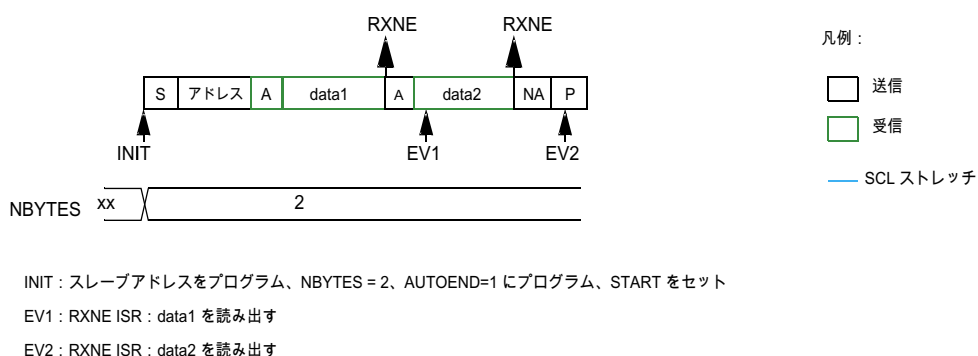 RXNE RXNE
凡例：
S アドレス A data1 A data2 NA P
送信
受信
INIT EV1 EV2
SCL ストレッチ
NBYTES xx 2
INIT：スレーブアドレスをプログラム、NBYTES = 2、AUTOEND=1 にプログラム、START をセット
EV1：RXNE ISR：data1 を読み出す
EV2：RXNE ISR：data2 を読み出す